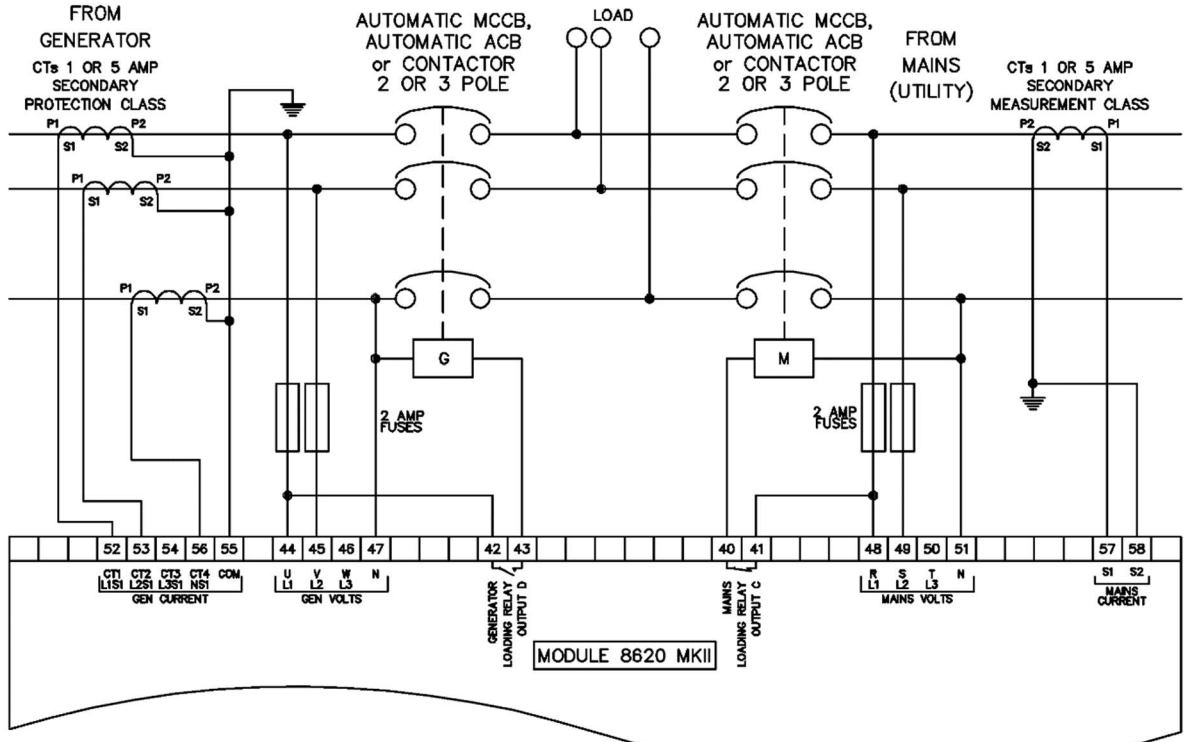 FROM
GENERATOR
CTs 1 OR 5 AMP
SECONDARY
PROTECTION CLASS
AUTOMATIC MCCB,
AUTOMATIC ACB
or CONTACTOR
2 OR 3 POLE
LOAD
AUTOMATIC MCCB,
AUTOMATIC ACB
or CONTACTOR
2 OR 3 POLE
FROM
MAINS
(UTILITY)
CTs 1 OR 5 AMP
SECONDARY
MEASUREMENT CLASS
P1 P2
S1 S2
P2 P1
S2 S1
P1 P2
S1 S2
P1 P2
S1 S2
G
M
2 AMP
FUSES
2 AMP
FUSES
52 53 54 56 55 44 45 46 47 42 43 40 41 48 49 50 51 57 58
CT1 CT2 CT3 CT4 COM
L1S1 L2S1 L3S1 NS1
GEN CURRENT
U V W N
L1 L2 L3
GEN VOLTS
GENERATOR
LOADING RELAY
OUTPUT D
MAINS
LOADING RELAY
OUTPUT C
R S T N
L1 L2 L3
MAINS VOLTS
S1 S2
MAINS
CURRENT
MODULE 8620 MKII